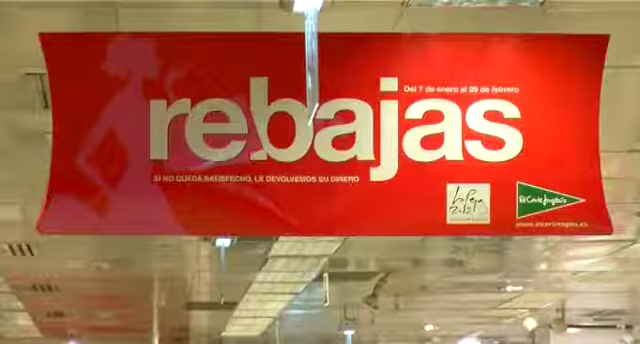 Del 7 de enero al 29 de febrero
rebajas
SI NO QUEDA SATISFECHO, LE DEVOLVEMOS SU DINERO
El Corte Inglés
www.elcorteingles.es